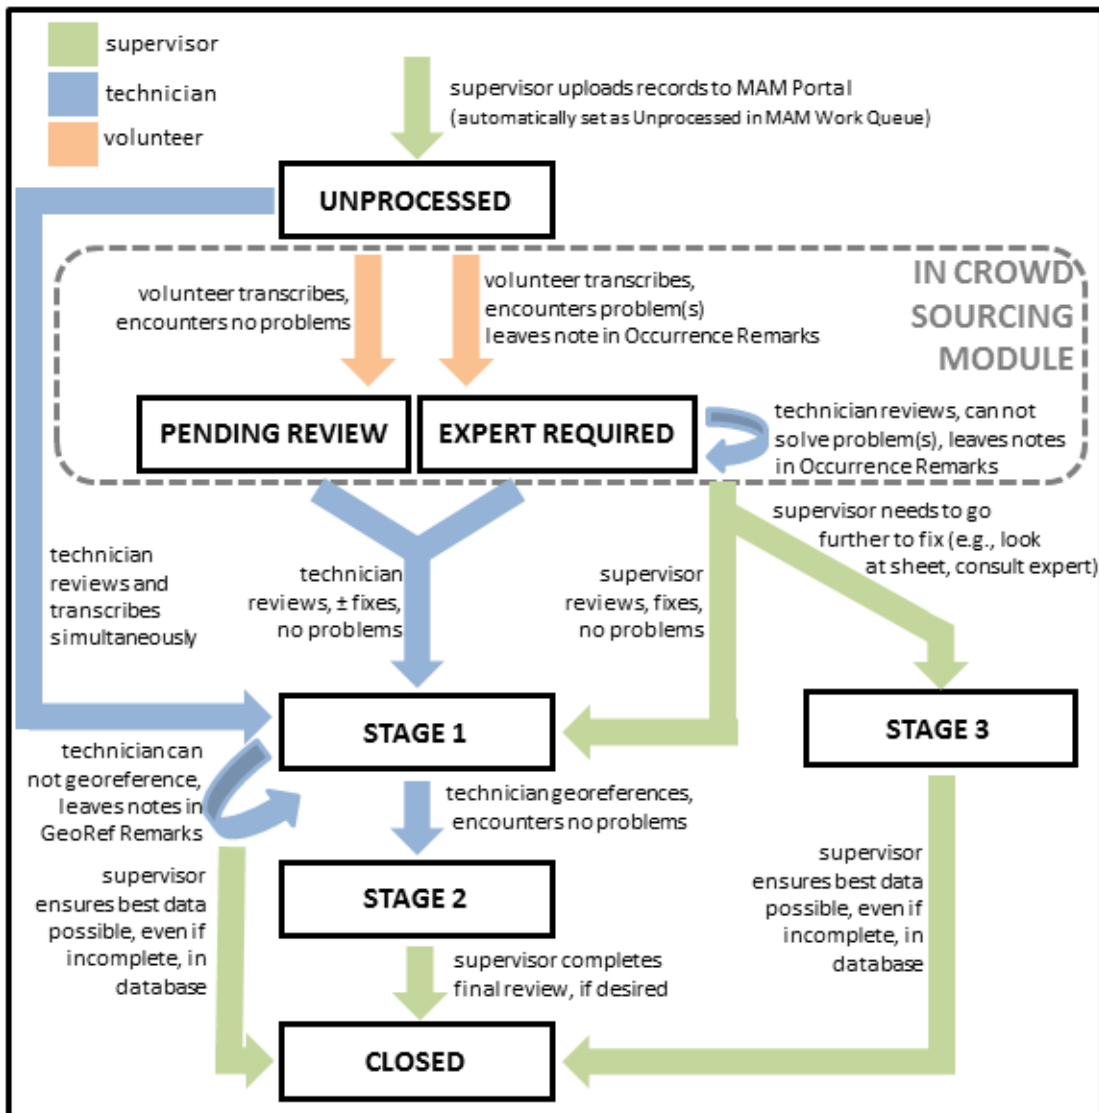 supervisor
technician
volunteer
supervisor uploads records to MAM Portal
(automatically set as Unprocessed in MAM Work Queue)
UNPROCESSED
IN CROWD
SOURCING
MODULE
volunteer transcribes,
encounters no problems
volunteer transcribes,
encounters problem(s)
leaves note in Occurrence Remarks
PENDING REVIEW
EXPERT REQUIRED
technician reviews, can not
solve problem(s), leaves notes
in Occurrence Remarks
technician
reviews and
transcribes
simultaneously
technician
reviews, ± fixes,
no problems
supervisor
reviews, fixes,
no problems
supervisor needs to go
further to fix (e.g., look
at sheet, consult expert)
STAGE 1
STAGE 3
technician can
not georeference,
leaves notes in
GeoRef Remarks
technician georeferences,
encounters no problems
supervisor
ensures best data
possible, even if
incomplete, in
database
STAGE 2
supervisor
ensures best data
possible, even if
incomplete, in
database
supervisor completes
final review, if desired
CLOSED